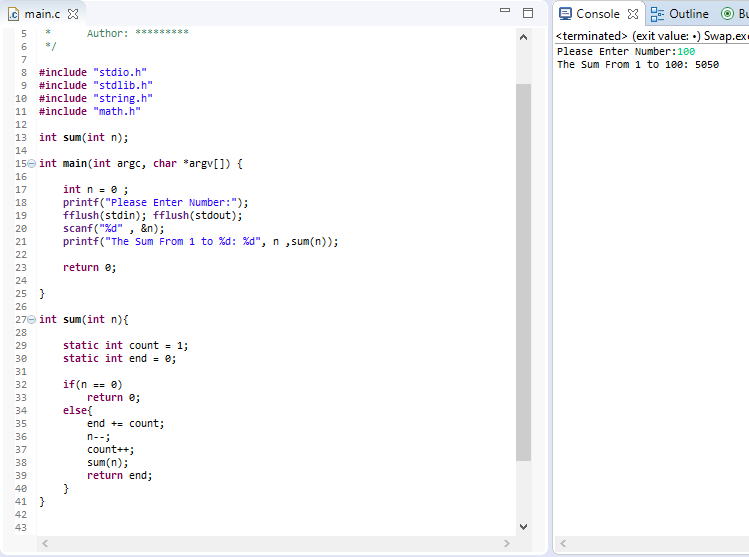 main.c
5 * Author: *********
6 */
7
8 #include "stdio.h"
9 #include "stdlib.h"
10 #include "string.h"
11 #include "math.h"
12
13 int sum(int n);
14
15 int main(int argc, char *argv[]) {
16
17 int n = 0 ;
18 printf("Please Enter Number:");
19 fflush(stdin); fflush(stdout);
20 scanf("%d" , &n);
21 printf("The Sum From 1 to %d: %d", n ,sum(n));
22
23 return 0;
24
25 }
26
27 int sum(int n){
28
29 static int count = 1;
30 static int end = 0;
31
32 if(n == 0)
33 return 0;
34 else{
35 end += count;
36 n--;
37 count++;
38 sum(n);
39 return end;
40 }
41 }
42
43
Console Outline Bu
<terminated> (exit value: •) Swap.exe
Please Enter Number:100
The Sum From 1 to 100: 5050